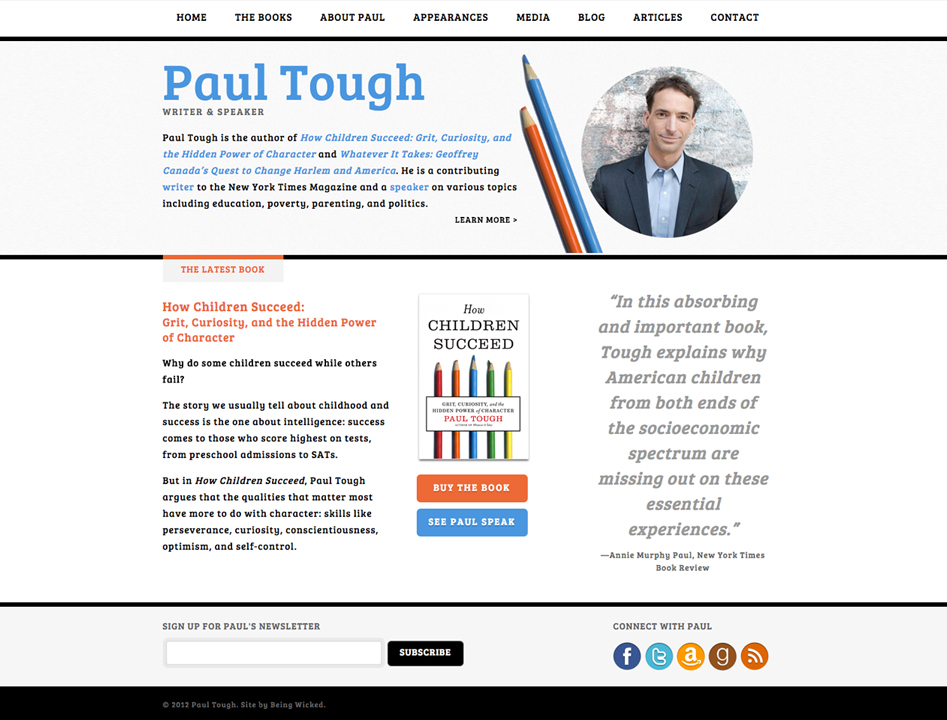 HOME THE BOOKS ABOUT PAUL APPEARANCES MEDIA BLOG ARTICLES CONTACT
Paul Tough
WRITER & SPEAKER
Paul Tough is the author of How Children Succeed: Grit, Curiosity, and
the Hidden Power of Character and Whatever It Takes: Geoffrey
Canada's Quest to Change Harlem and America. He is a contributing
writer to the New York Times Magazine and a speaker on various topics
including education, poverty, parenting, and politics.
LEARN MORE >
THE LATEST BOOK
How Children Succeed:
Grit, Curiosity, and the Hidden Power
of Character
Why do some children succeed while others
fail?
The story we usually tell about childhood and
success is the one about intelligence: success
comes to those who score highest on tests,
from preschool admissions to SATs.
But in How Children Succeed, Paul Tough
argues that the qualities that matter most
have more to do with character: skills like
perseverance, curiosity, conscientiousness,
optimism, and self-control.
How
CHILDREN
SUCCEED
GRIT, CURIOSITY, and the
HIDDEN POWER of CHARACTER
PAUL TOUGH
BUY THE BOOK
SEE PAUL SPEAK
“In this absorbing
and important book,
Tough explains why
American children
from both ends of
the socioeconomic
spectrum are
missing out on these
essential
experiences.”
—Annie Murphy Paul, New York Times
Book Review
SIGN UP FOR PAUL'S NEWSLETTER
SUBSCRIBE
CONNECT WITH PAUL
f t a g
© 2012 Paul Tough. Site by Being Wicked.